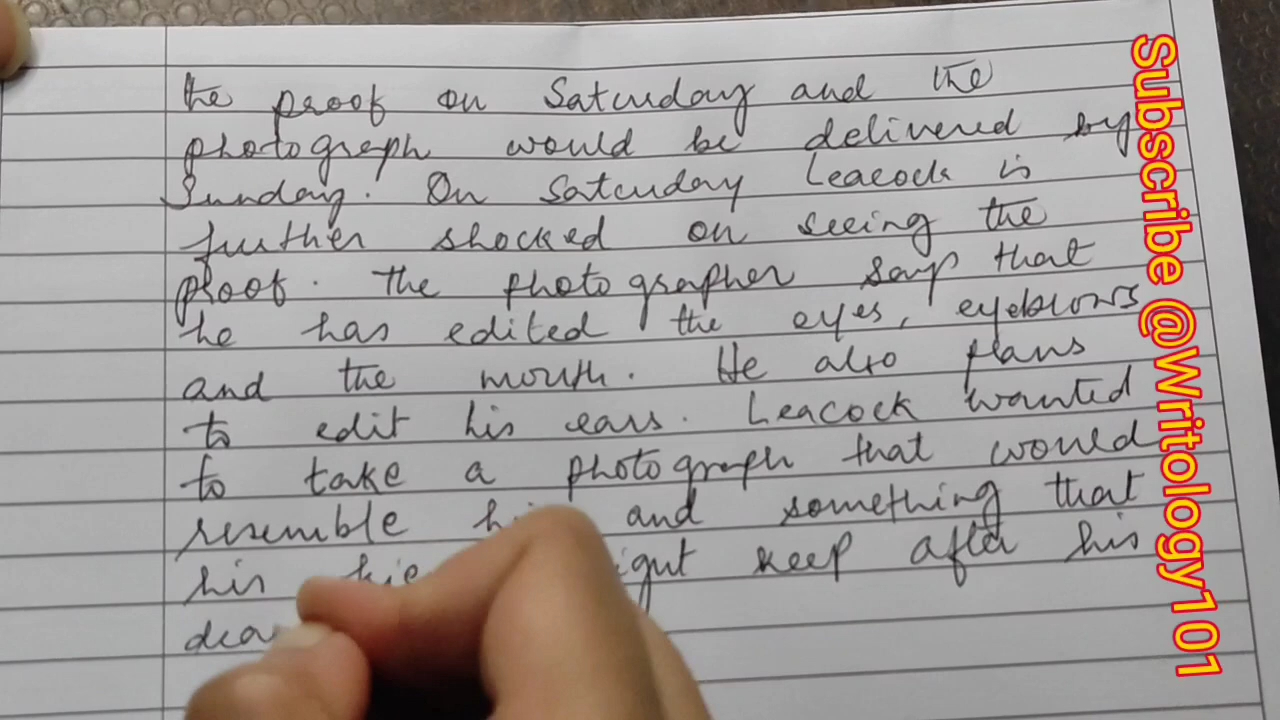 the proof on Saturday and the
photograph would be delivered by
Sunday. On Saturday Leacock is
further shocked on seeing the
proof. The photographer says that
he has edited the eyes, eyebrows
and the mouth. He also plans
to edit his ears. Leacock wanted
to take a photograph that would
resemble and something that
his keep after his
Subscribe @Writology101